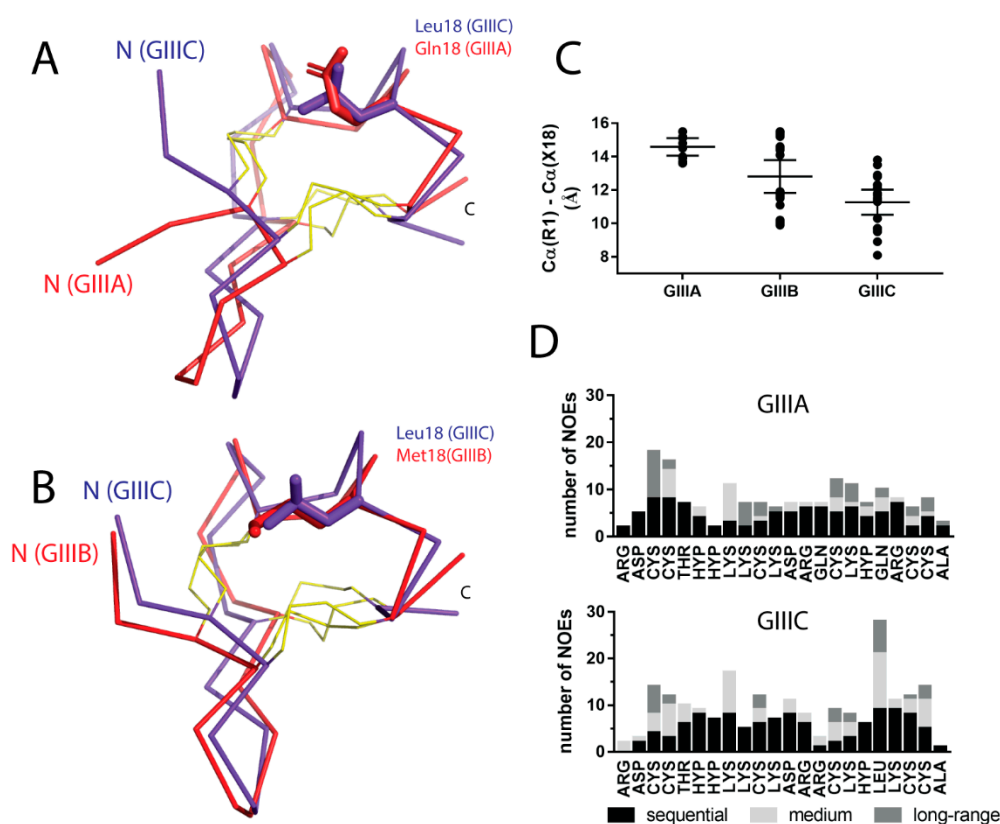 A
N (GIIIC)
Leu18 (GIIIC)
Gln18 (GIIIA)
N (GIIIA)
C
B
N (GIIIC)
N (GIIIB)
Leu18 (GIIIC)
Met18(GIIIB)
C
C
Cα(R1) - Cα(X18)
(Å)
16
14
12
10
8
GIIIA GIIIB GIIIC
D
GIIIA
number of NOEs
30
20
10
0
ARG ASP CYS CYS THR HYP HYP LYS LYS CYS LYS ASP ARG GLN CYS LYS HYP GLN ARG CYS CYS ALA
GIIIC
number of NOEs
30
20
10
0
ARG ASP CYS CYS THR HYP HYP LYS LYS CYS LYS ASP ARG ARG CYS LYS HYP LEU LYS CYS CYS ALA
sequential medium long-range